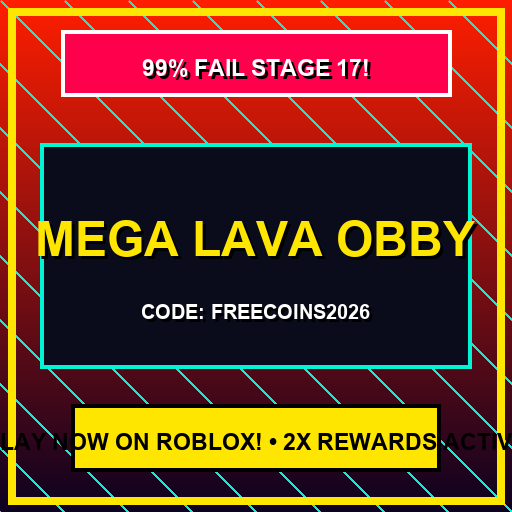 99% FAIL STAGE 17!
MEGA LAVA OBBY
CODE: FREECOINS2026
LAY NOW ON ROBLOX! • 2X REWARDS ACTIV